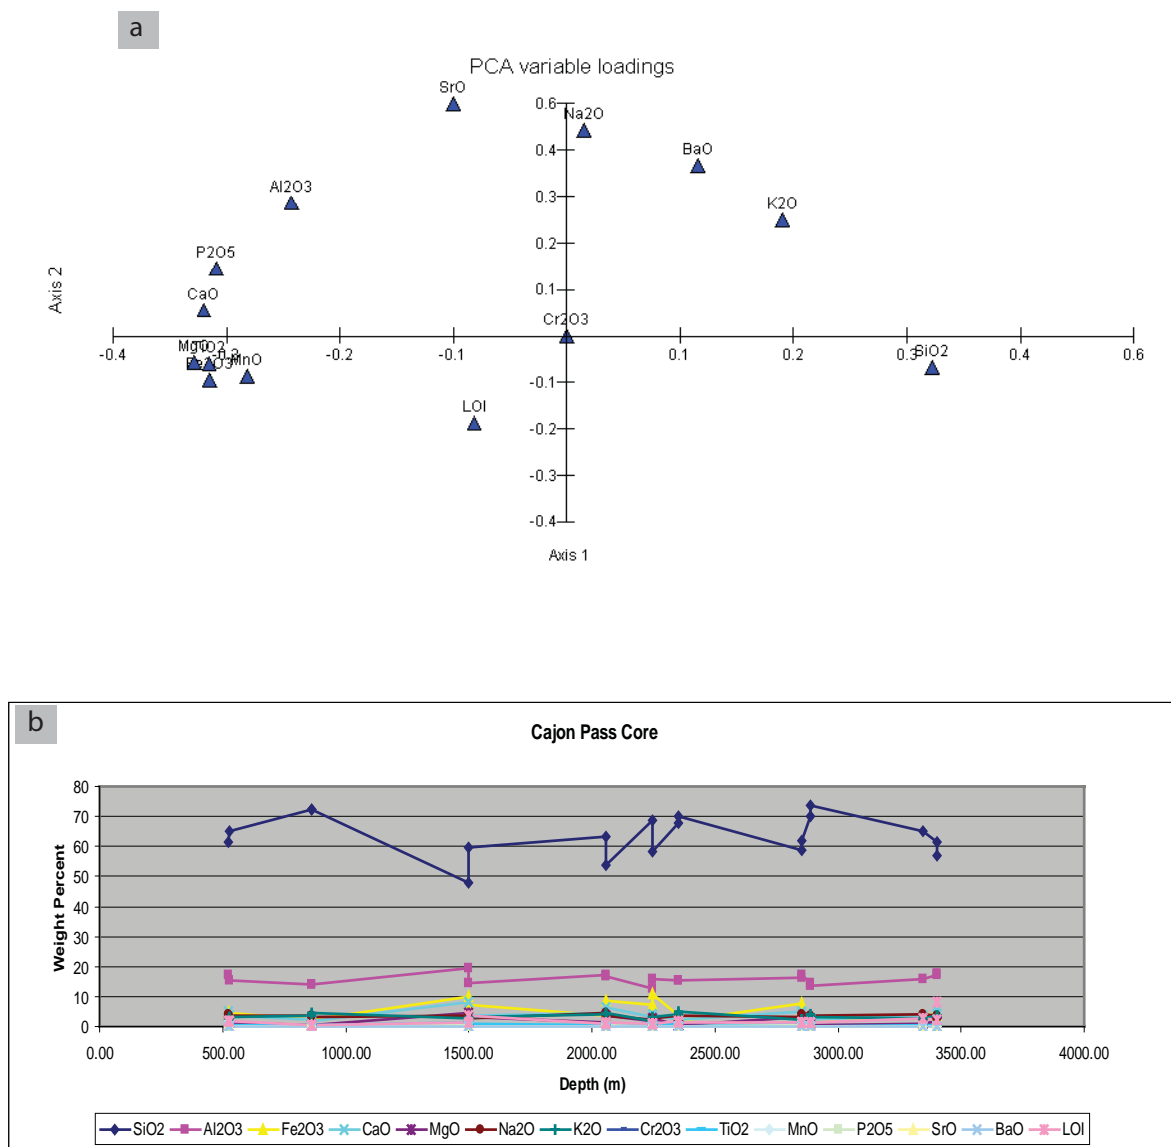 a
PCA variable loadings
SrO
0.6
Na2O
0.4
BaO
0.3
Al2O3
K2O
0.2
P2O5
0.1
CaO
Cr2O3
MgO TiO2
-0.4 -0.3 -0.1 0.1 0.2 0.3 0.4 0.6
Fe2O3 MnO
SiO2
-0.1
LOI
-0.2
-0.3
-0.4
Axis 2
Axis 1
b
Cajon Pass Core
80
70
60
50
40
30
20
10
0
Weight Percent
0.00 500.00 1000.00 1500.00 2000.00 2500.00 3000.00 3500.00 4000.00
Depth (m)
SiO2 Al2O3 Fe2O3 CaO MgO Na2O K2O Cr2O3 TiO2 MnO P2O5 SrO BaO LOI